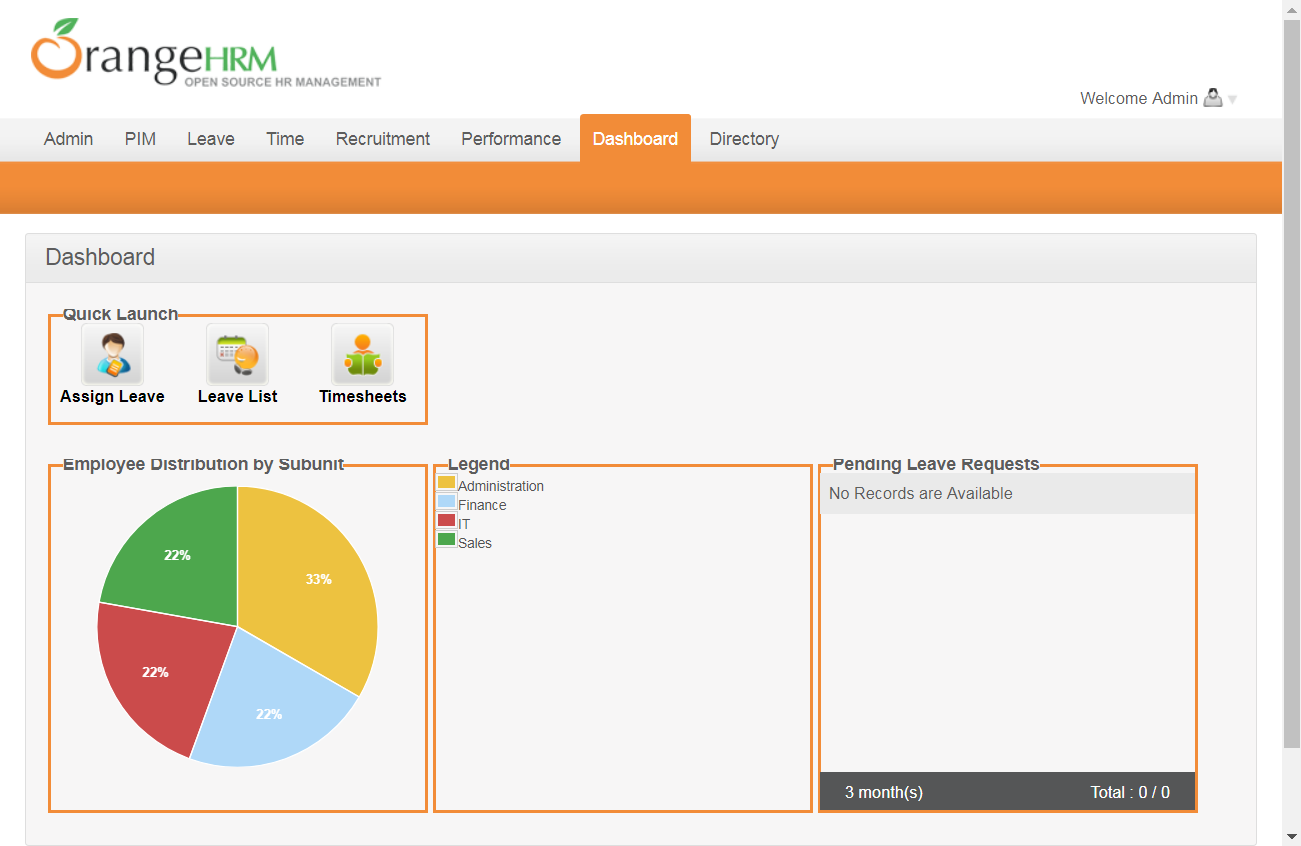 OrangeHRM
OPEN SOURCE HR MANAGEMENT
Welcome Admin
Admin PIM Leave Time Recruitment Performance Dashboard Directory
Dashboard
Quick Launch
Assign Leave Leave List Timesheets
Employee Distribution by Subunit
33%
22%
22%
22%
Legend
Administration
Finance
IT
Sales
Pending Leave Requests
No Records are Available
3 month(s) Total : 0 / 0